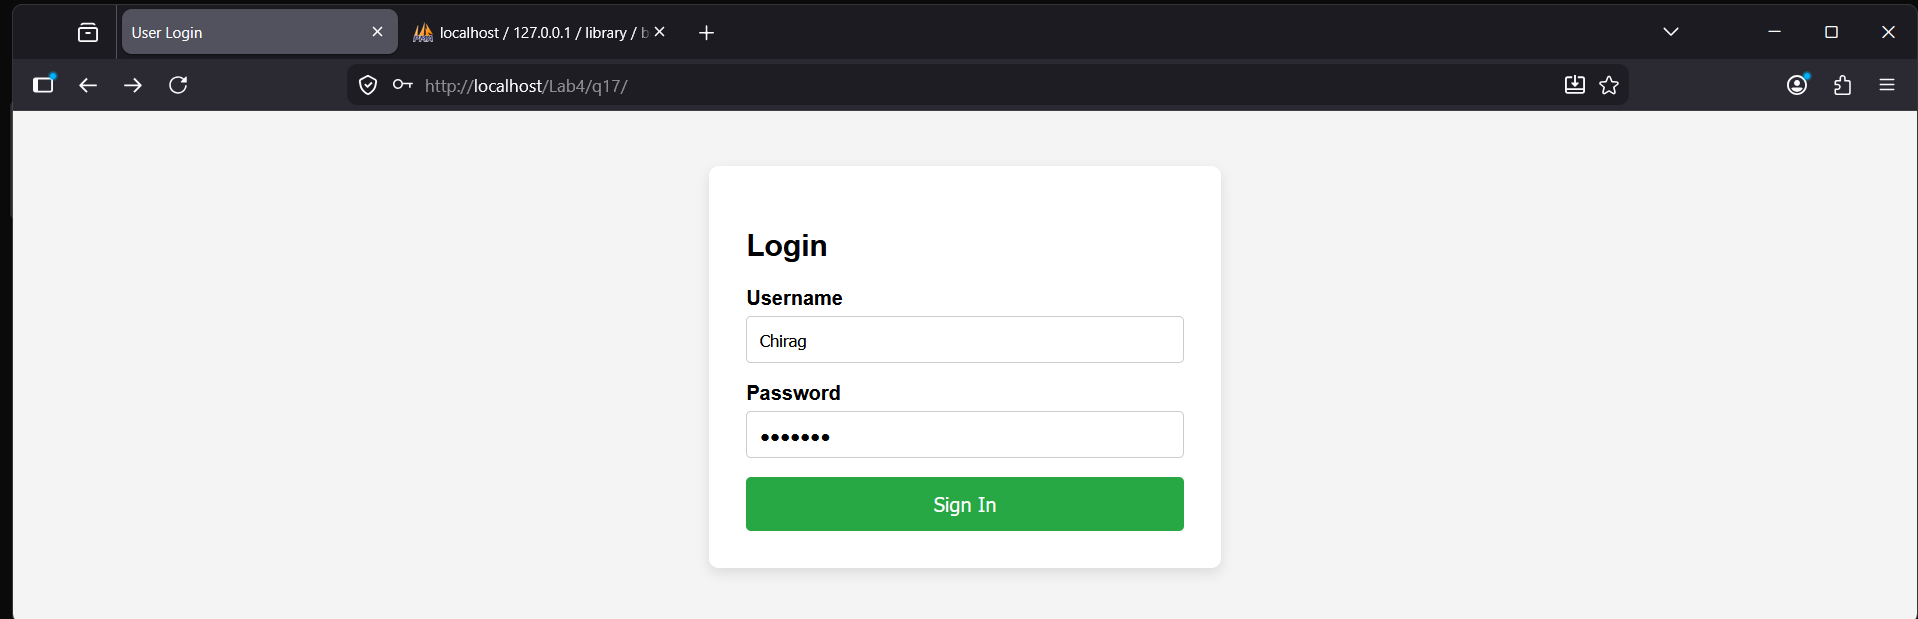 User Login
localhost / 127.0.0.1 / library / b
http://localhost/Lab4/q17/
Login
Username
Chirag
Password
•••••••
Sign In